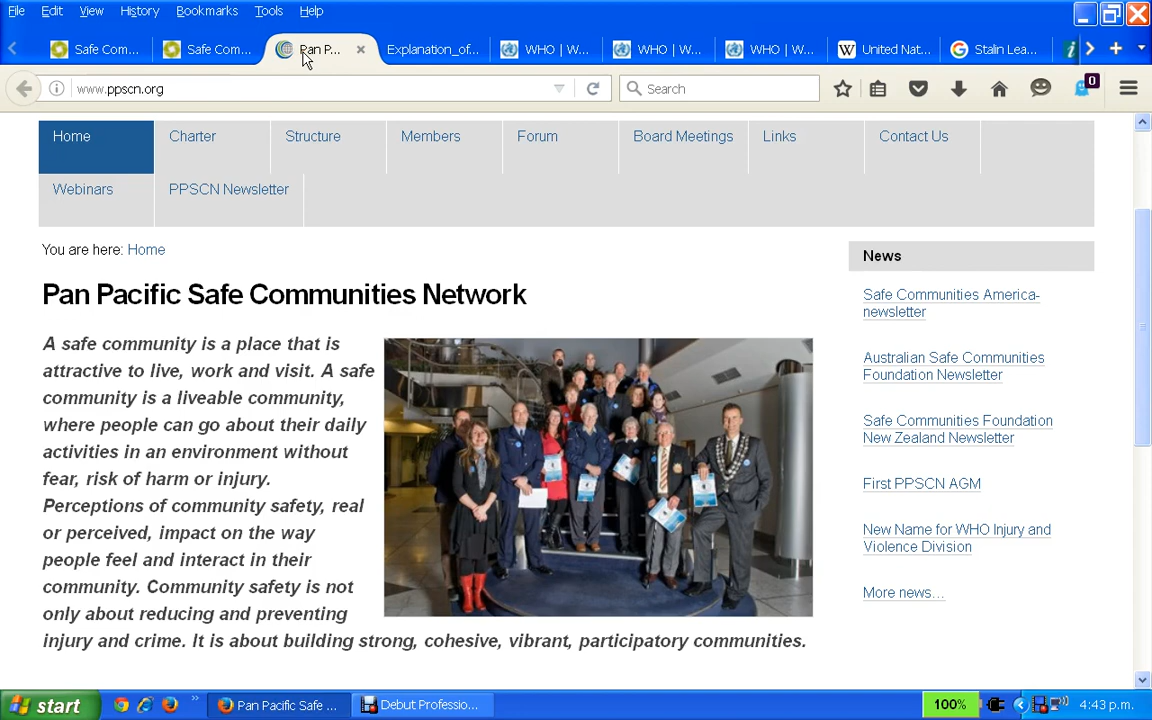 File Edit View History Bookmarks Tools Help
Safe Com... Safe Com... Pan P... Explanation_of... WHO | W... WHO | W... WHO | W... United Nat... Stalin Lea...
www.ppscn.org Search 0
Home Charter Structure Members Forum Board Meetings Links Contact Us
Webinars PPSCN Newsletter
You are here: Home
News
Pan Pacific Safe Communities Network
Safe Communities America-
newsletter
Australian Safe Communities
Foundation Newsletter
Safe Communities Foundation
New Zealand Newsletter
First PPSCN AGM
New Name for WHO Injury and
Violence Division
More news...
A safe community is a place that is
attractive to live, work and visit. A safe
community is a liveable community,
where people can go about their daily
activities in an environment without
fear, risk of harm or injury.
Perceptions of community safety, real
or perceived, impact on the way
people feel and interact in their
community. Community safety is not
only about reducing and preventing
injury and crime. It is about building strong, cohesive, vibrant, participatory communities.
start Pan Pacific Safe ... Debut Professio... 100% 4:43 p.m.